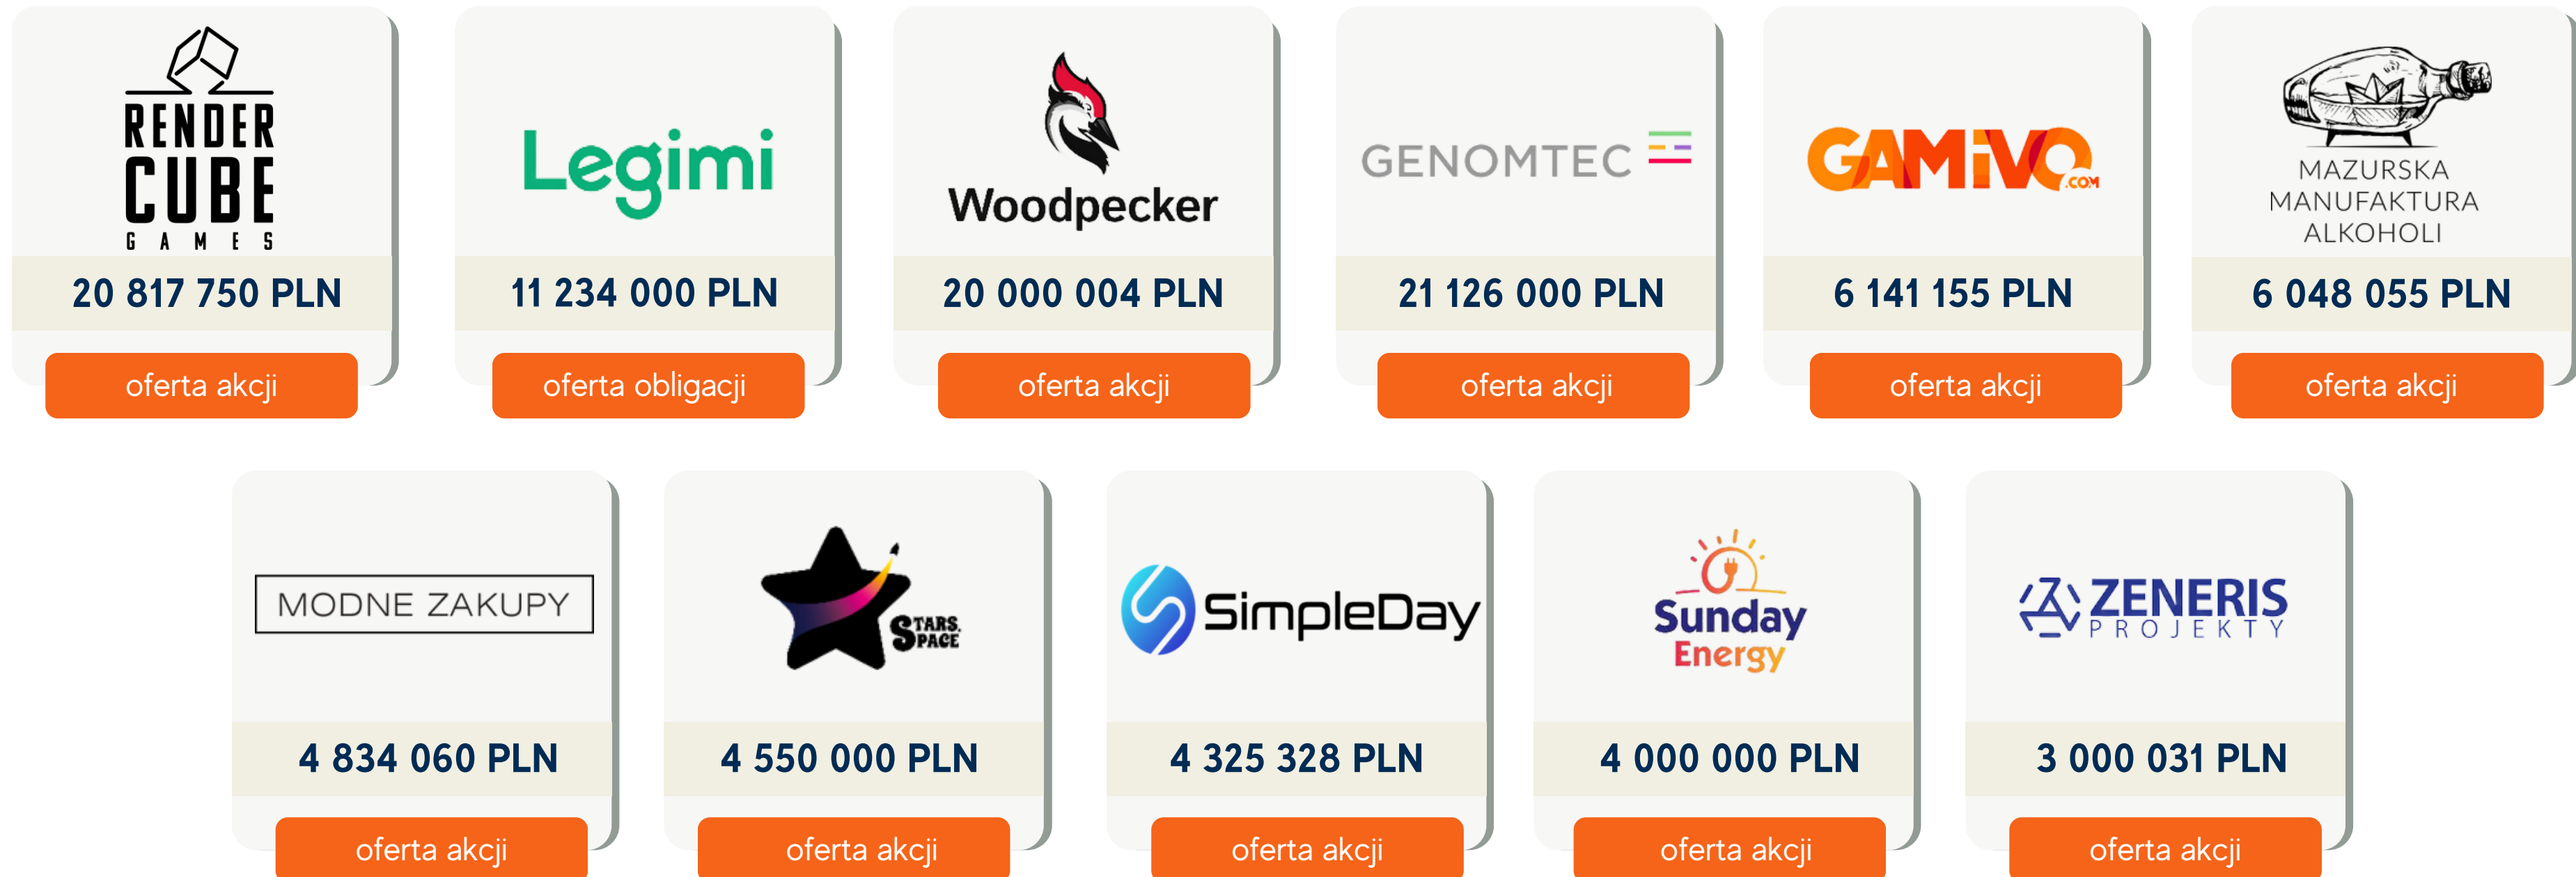 RENDER
CUBE
GAMES
20 817 750 PLN
oferta akcji
Legimi
11 234 000 PLN
oferta obligacji
Woodpecker
20 000 004 PLN
oferta akcji
GENOMTEC
21 126 000 PLN
oferta akcji
GAMiVO
.COM
6 141 155 PLN
oferta akcji
MAZURSKA
MANUFAKTURA
ALKOHOLI
6 048 055 PLN
oferta akcji
MODNE ZAKUPY
4 834 060 PLN
oferta akcji
STARS.
SPACE
4 550 000 PLN
oferta akcji
SimpleDay
4 325 328 PLN
oferta akcji
Sunday
Energy
4 000 000 PLN
oferta akcji
ZENERIS
PROJEKTY
3 000 031 PLN
oferta akcji